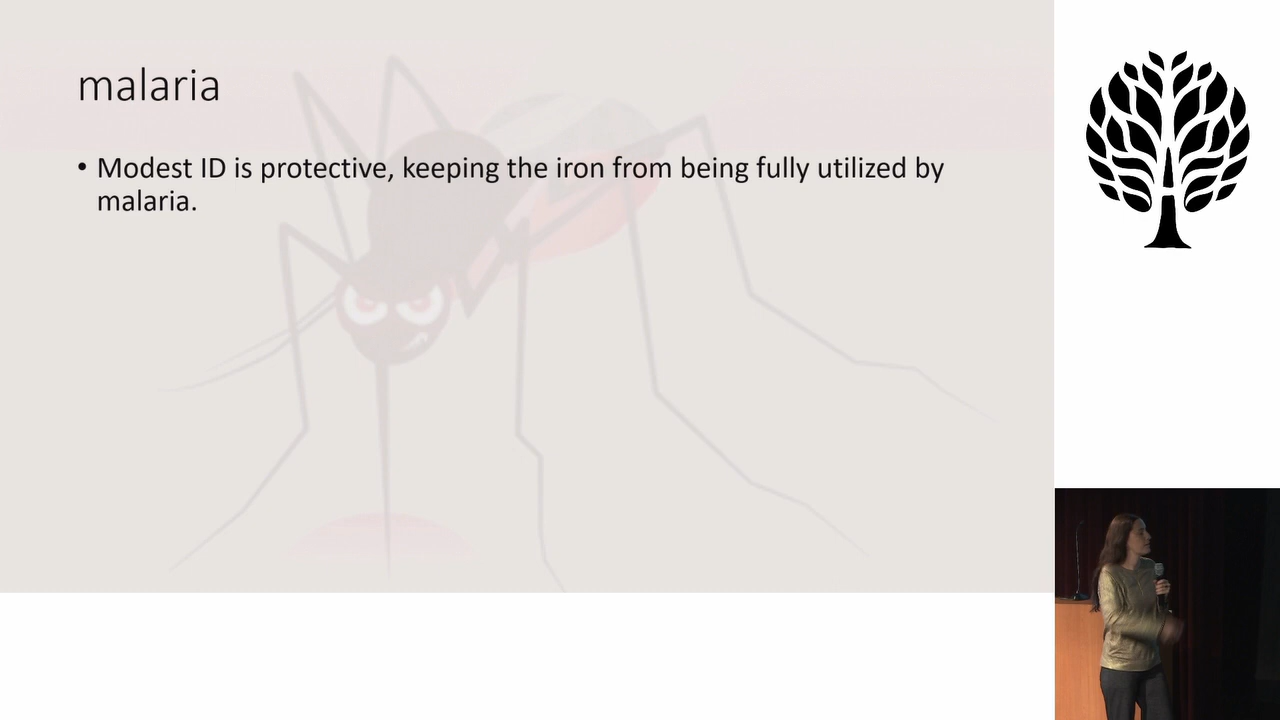 malaria
• Modest ID is protective, keeping the iron from being fully utilized by
malaria.